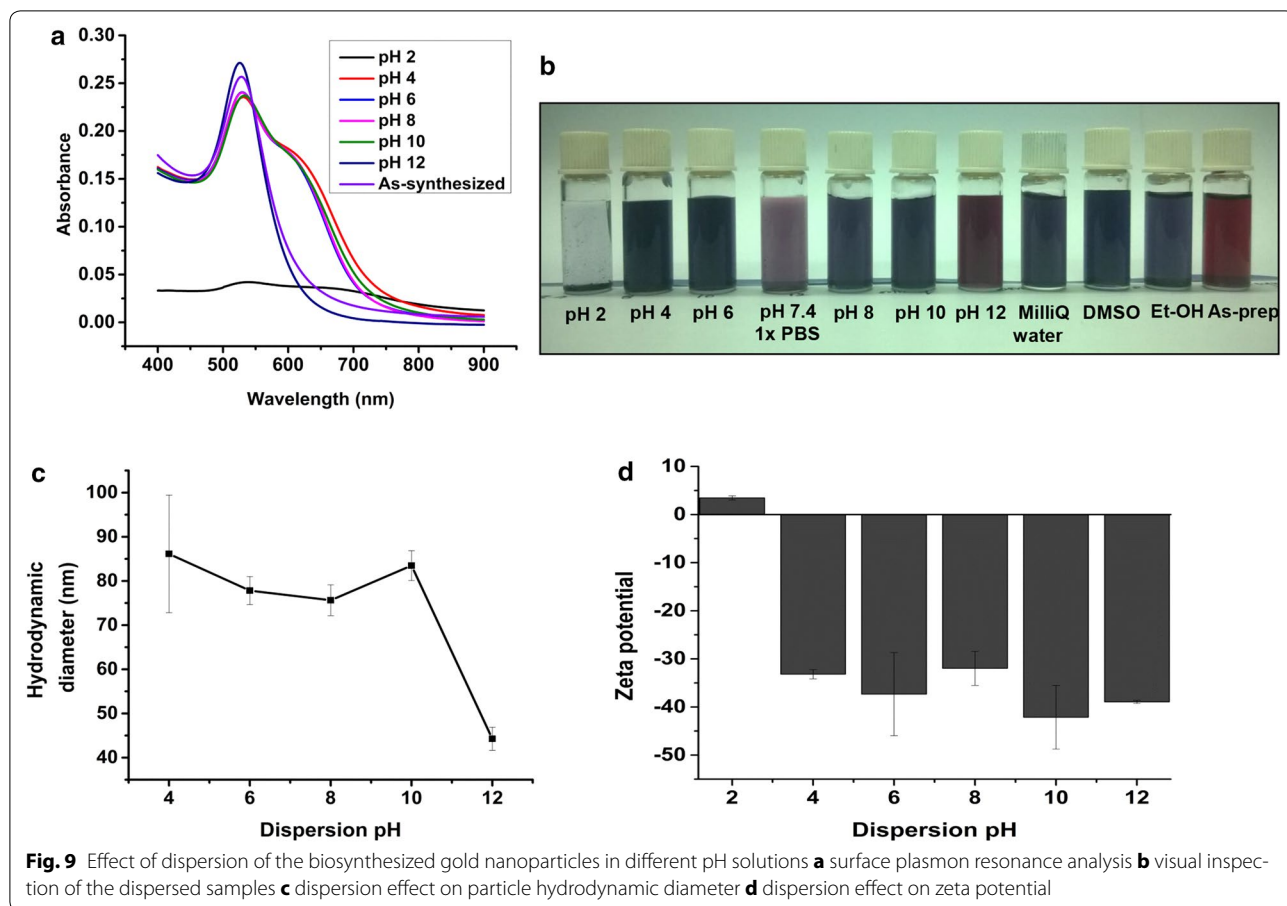 a
0.30
0.25
0.20
0.15
0.10
0.05
0.00
Absorbance
400 500 600 700 800 900
Wavelength (nm)
pH 2
pH 4
pH 6
pH 8
pH 10
pH 12
As-synthesized
b
pH 2 pH 4 pH 6 pH 7.4 pH 8 pH 10 pH 12 MilliQ DMSO Et-OH As-prep
1x PBS water
c
100
90
80
70
60
50
40
Hydrodynamic
diameter (nm)
4 6 8 10 12
Dispersion pH
d
10
0
-10
-20
-30
-40
-50
Zeta potential
2 4 6 8 10 12
Dispersion pH
Fig. 9 Effect of dispersion of the biosynthesized gold nanoparticles in different pH solutions a surface plasmon resonance analysis b visual inspec-
tion of the dispersed samples c dispersion effect on particle hydrodynamic diameter d dispersion effect on zeta potential